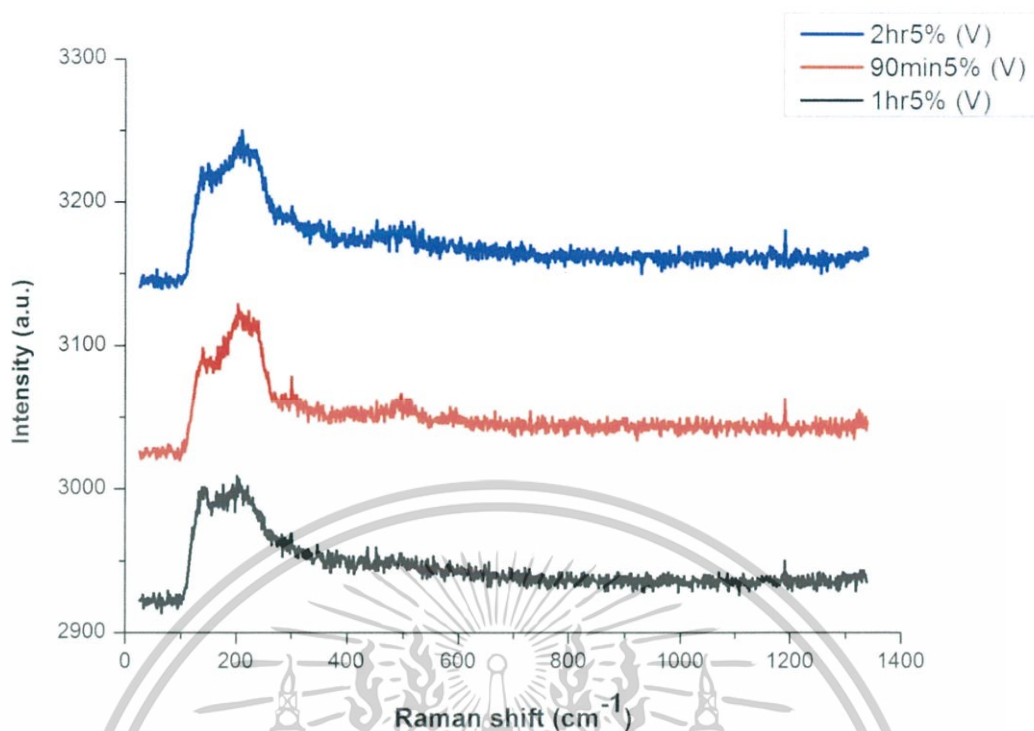 2hr5% (V)
90min5% (V)
1hr5% (V)
3300
3200
3100
3000
2900
Intensity (a.u.)
0 200 400 600 800 1000 1200 1400
Raman shift (cm⁻¹)